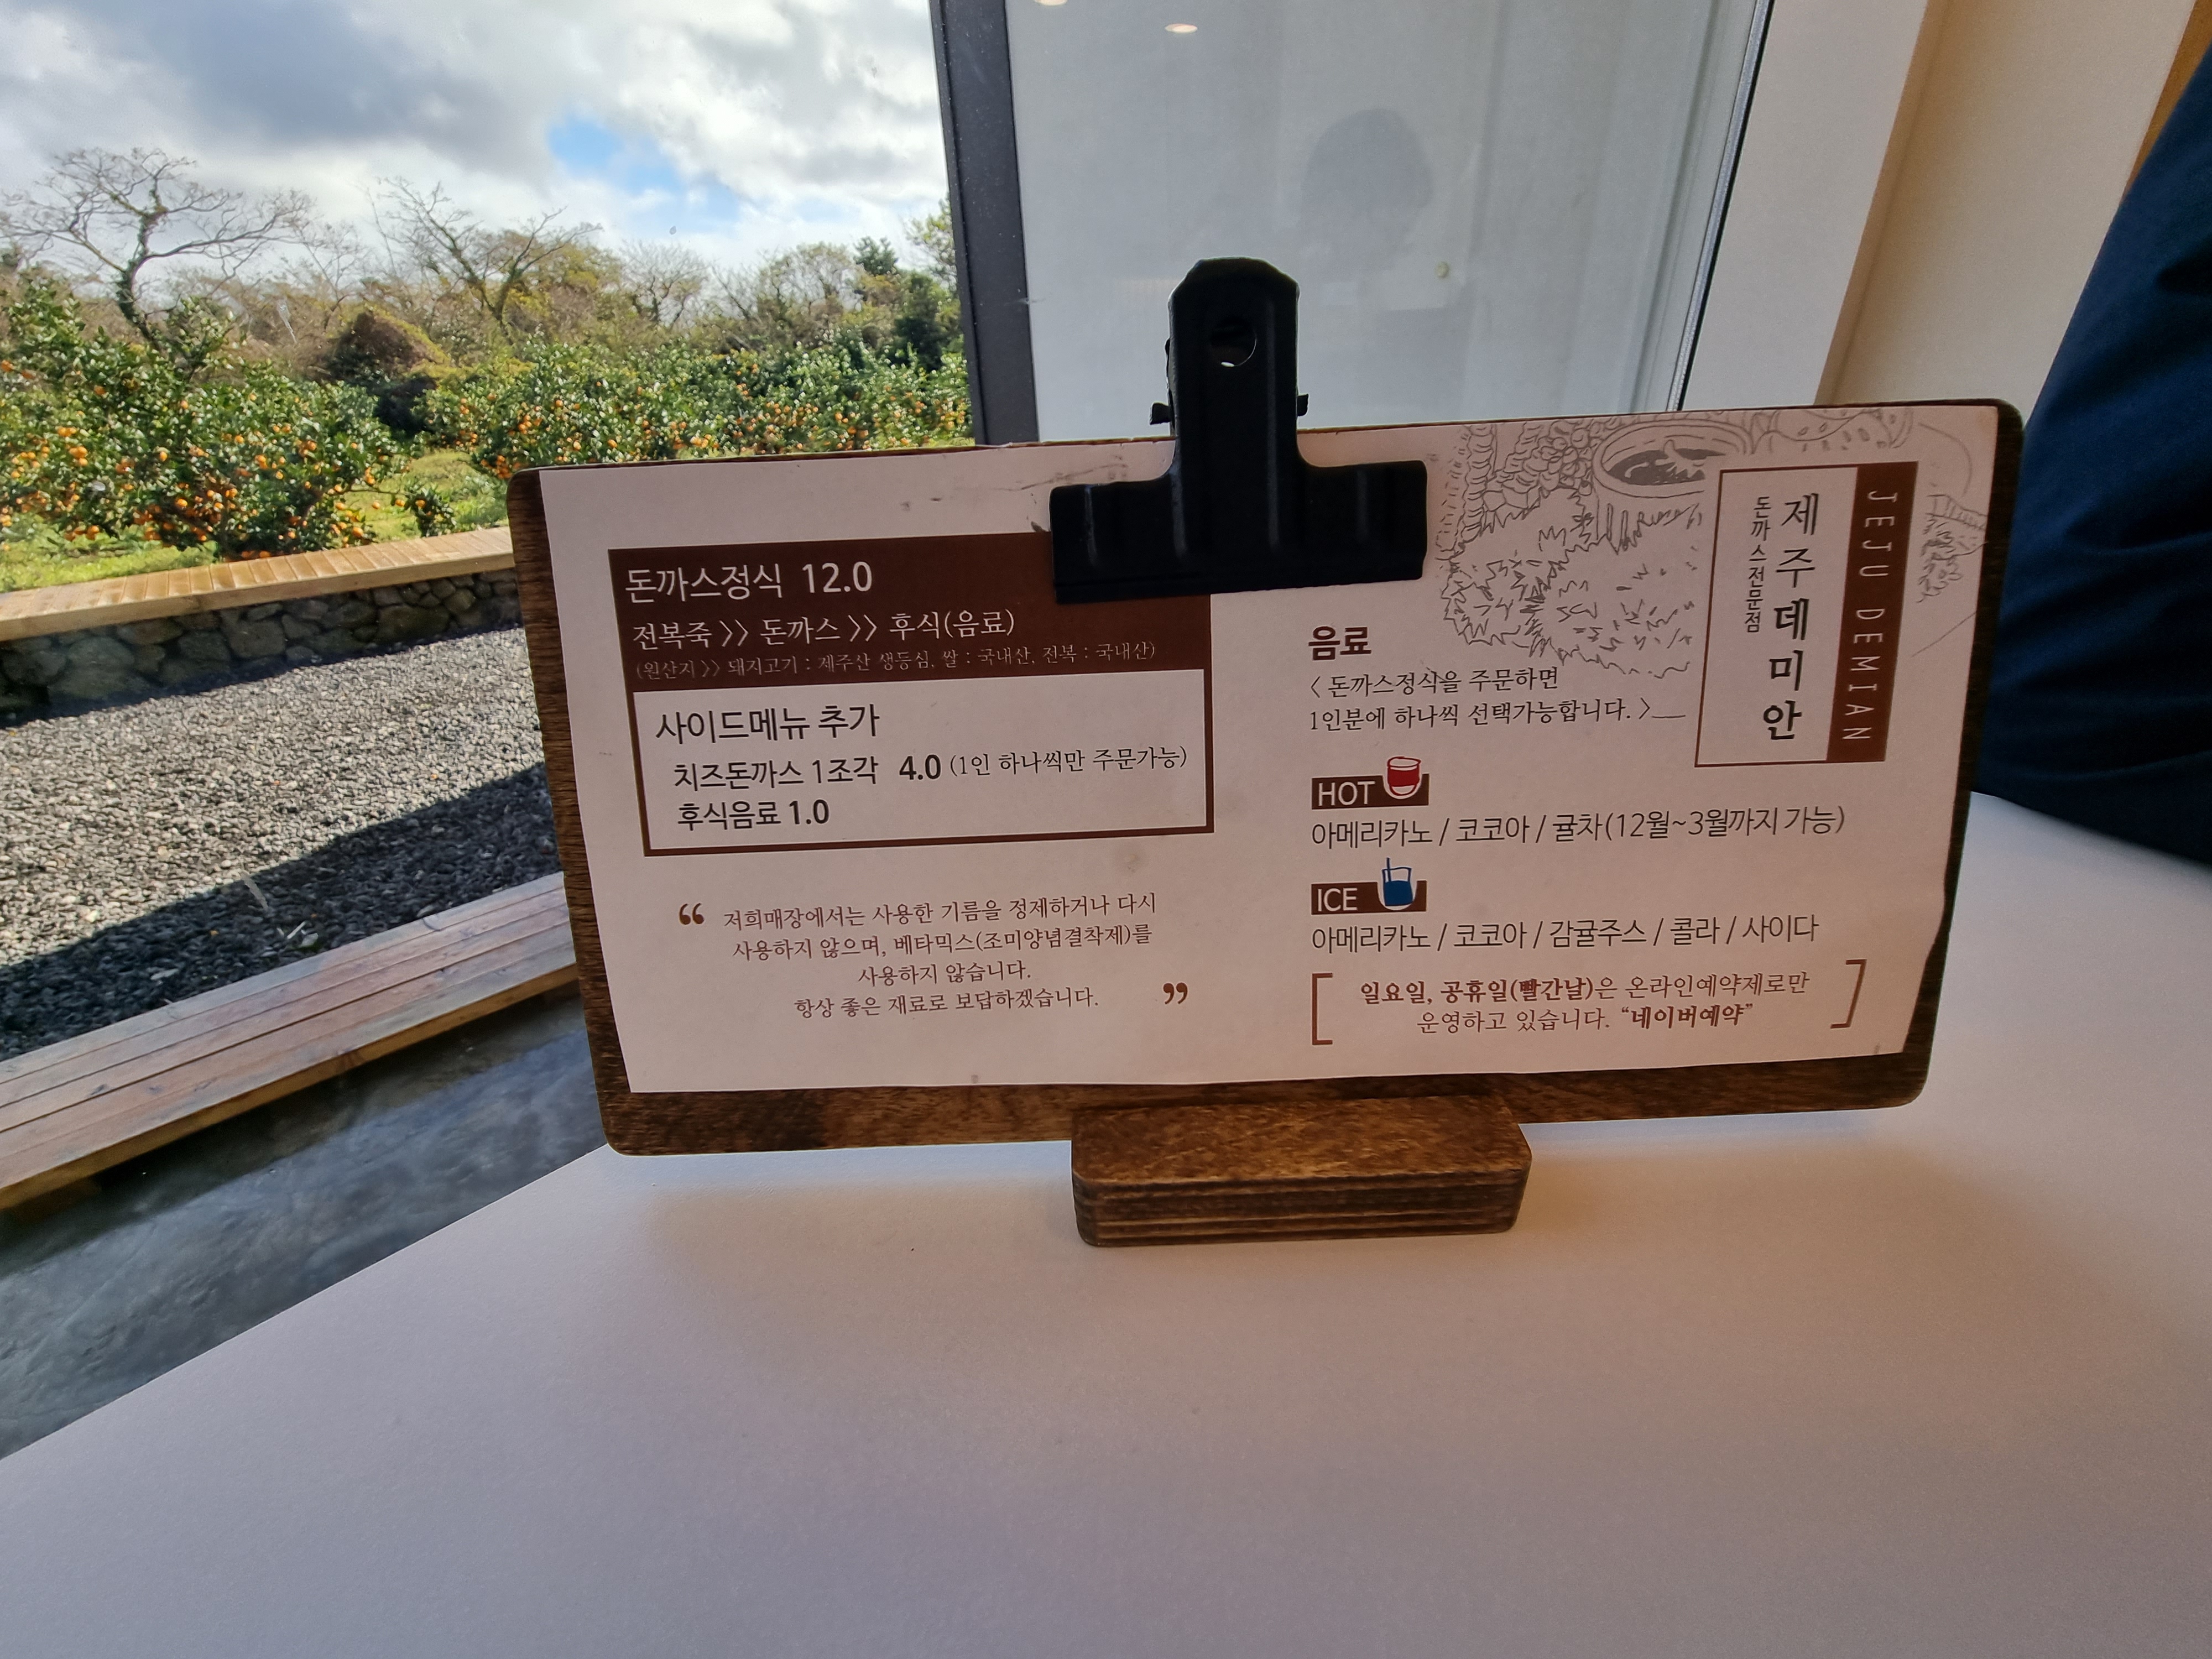 돈까스정식 12.0
전복죽 >> 돈까스 >> 후식(음료)
(원산지 >> 돼지고기 : 제주산 생등심, 쌀 : 국내산, 전복 : 국내산)
사이드메뉴 추가
치즈돈까스 1조각 4.0 (1인 하나씩만 주문가능)
후식음료 1.0
“ 저희매장에서는 사용한 기름을 정제하거나 다시
사용하지 않으며, 베타믹스(조미양념결착제)를
사용하지 않습니다.
항상 좋은 재료로 보답하겠습니다. ”
제주데미안
돈까스전문점
JEJU DEMIAN
음료
< 돈까스정식을 주문하면
1인분에 하나씩 선택가능합니다. >
HOT
아메리카노 / 코코아 / 귤차(12월~3월까지 가능)
ICE
아메리카노 / 코코아 / 감귤주스 / 콜라 / 사이다
[ 일요일, 공휴일(빨간날)은 온라인예약제로만
운영하고 있습니다. “네이버예약” ]